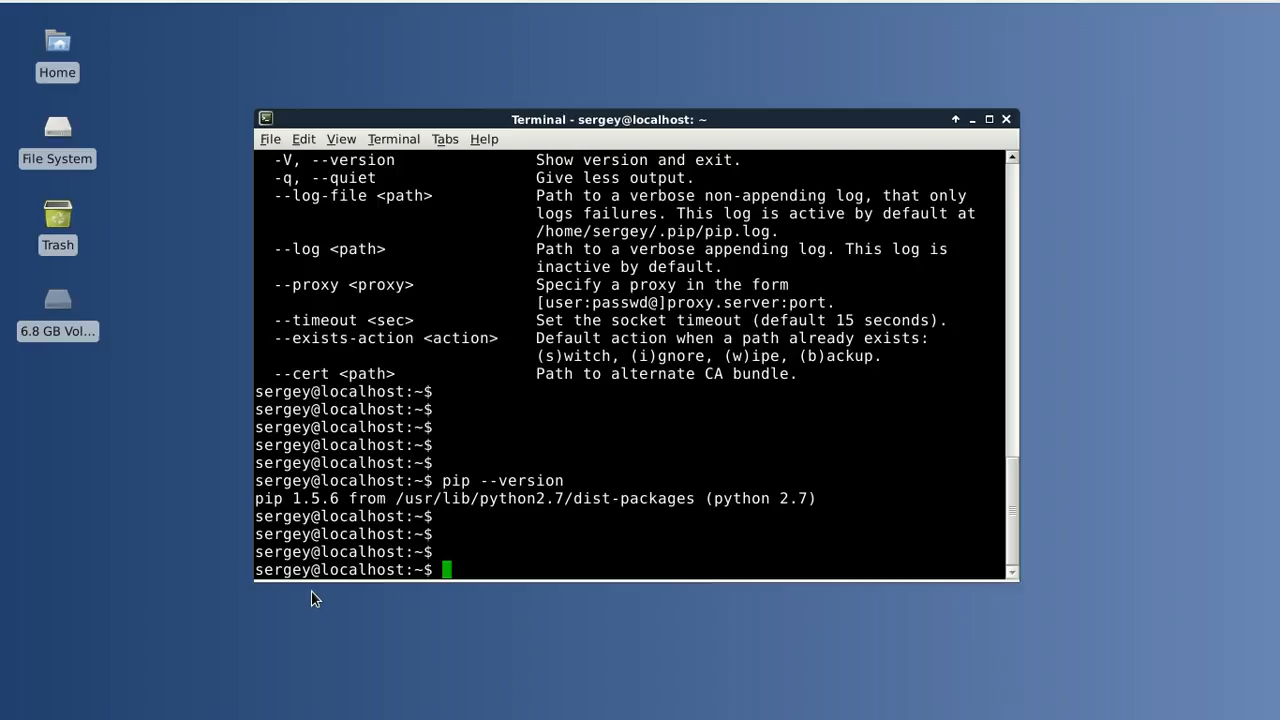 Home
File System
Trash
6.8 GB Vol...
Terminal - sergey@localhost: ~
File Edit View Terminal Tabs Help
-V, --version Show version and exit.
-q, --quiet Give less output.
--log-file <path> Path to a verbose non-appending log, that only
logs failures. This log is active by default at
/home/sergey/.pip/pip.log.
--log <path> Path to a verbose appending log. This log is
inactive by default.
--proxy <proxy> Specify a proxy in the form
[user:passwd@]proxy.server:port.
--timeout <sec> Set the socket timeout (default 15 seconds).
--exists-action <action> Default action when a path already exists:
(s)witch, (i)gnore, (w)ipe, (b)ackup.
--cert <path> Path to alternate CA bundle.
sergey@localhost:~$
sergey@localhost:~$
sergey@localhost:~$
sergey@localhost:~$
sergey@localhost:~$
sergey@localhost:~$ pip --version
pip 1.5.6 from /usr/lib/python2.7/dist-packages (python 2.7)
sergey@localhost:~$
sergey@localhost:~$
sergey@localhost:~$
sergey@localhost:~$